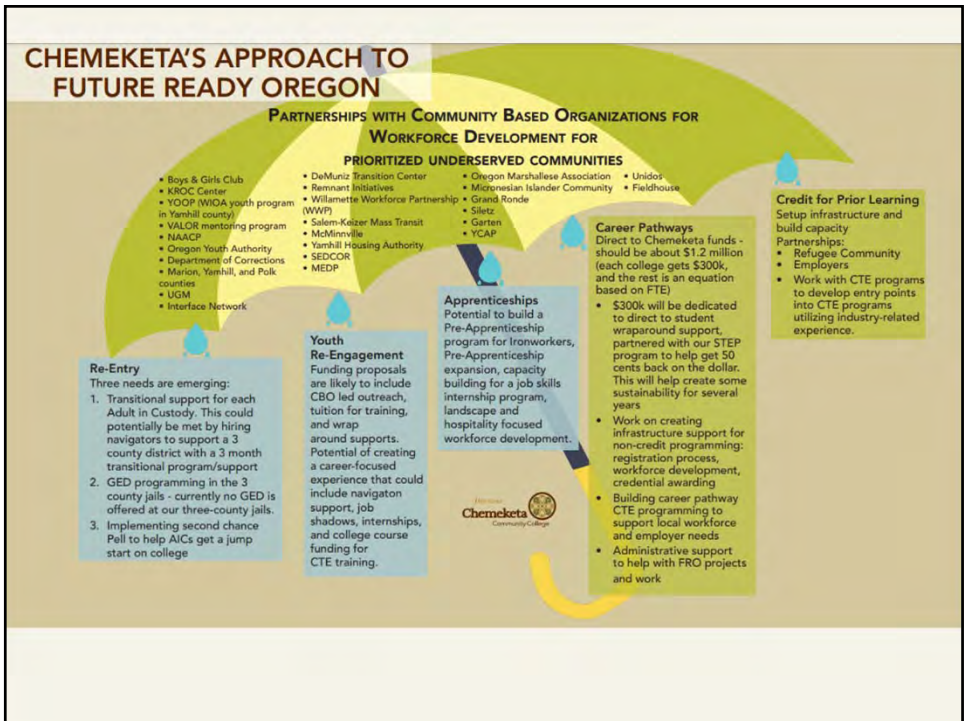 CHEMEKETA'S APPROACH TO
FUTURE READY OREGON
PARTNERSHIPS WITH COMMUNITY BASED ORGANIZATIONS FOR
WORKFORCE DEVELOPMENT FOR
PRIORITIZED UNDERSERVED COMMUNITIES
• Boys & Girls Club
• KROC Center
• YOOP (WIOA youth program
in Yamhill county)
• VALOR mentoring program
• NAACP
• Oregon Youth Authority
• Department of Corrections
• Marion, Yamhill, and Polk
counties
• UGM
• Interface Network
• DeMuniz Transition Center
• Remnant Initiatives
• Willamette Workforce Partnership
(WWP)
• Salem-Keizer Mass Transit
• McMinnville
• Yamhill Housing Authority
• SEDCOR
• MEDP
• Oregon Marshallese Association
• Micronesian Islander Community
• Grand Ronde
• Siletz
• Garten
• YCAP
• Unidos
• Fieldhouse
Re-Entry
Three needs are emerging:
1. Transitional support for each
Adult in Custody. This could
potentially be met by hiring
navigators to support a 3
county district with a 3 month
transitional program/support
2. GED programming in the 3
county jails - currently no GED is
offered at our three-county jails.
3. Implementing second chance
Pell to help AICs get a jump
start on college
Youth
Re-Engagement
Funding proposals
are likely to include
CBO led outreach,
tuition for training,
and wrap
around supports.
Potential of creating
a career-focused
experience that could
include navigaton
support, job
shadows, internships,
and college course
funding for
CTE training.
Apprenticeships
Potential to build a
Pre-Apprenticeship
program for Ironworkers,
Pre-Apprenticeship
expansion, capacity
building for a job skills
internship program,
landscape and
hospitality focused
workforce development.
Chemeketa
Community College
Career Pathways
Direct to Chemeketa funds -
should be about $1.2 million
(each college gets $300k,
and the rest is an equation
based on FTE)
• $300k will be dedicated
to direct to student
wraparound support,
partnered with our STEP
program to help get 50
cents back on the dollar.
This will help create some
sustainability for several
years
• Work on creating
infrastructure support for
non-credit programming:
registration process,
workforce development,
credential awarding
• Building career pathway
CTE programming to
support local workforce
and employer needs
• Administrative support
to help with FRO projects
and work
Credit for Prior Learning
Setup infrastructure and
build capacity
Partnerships:
• Refugee Community
• Employers
• Work with CTE programs
to develop entry points
into CTE programs
utilizing industry-related
experience.